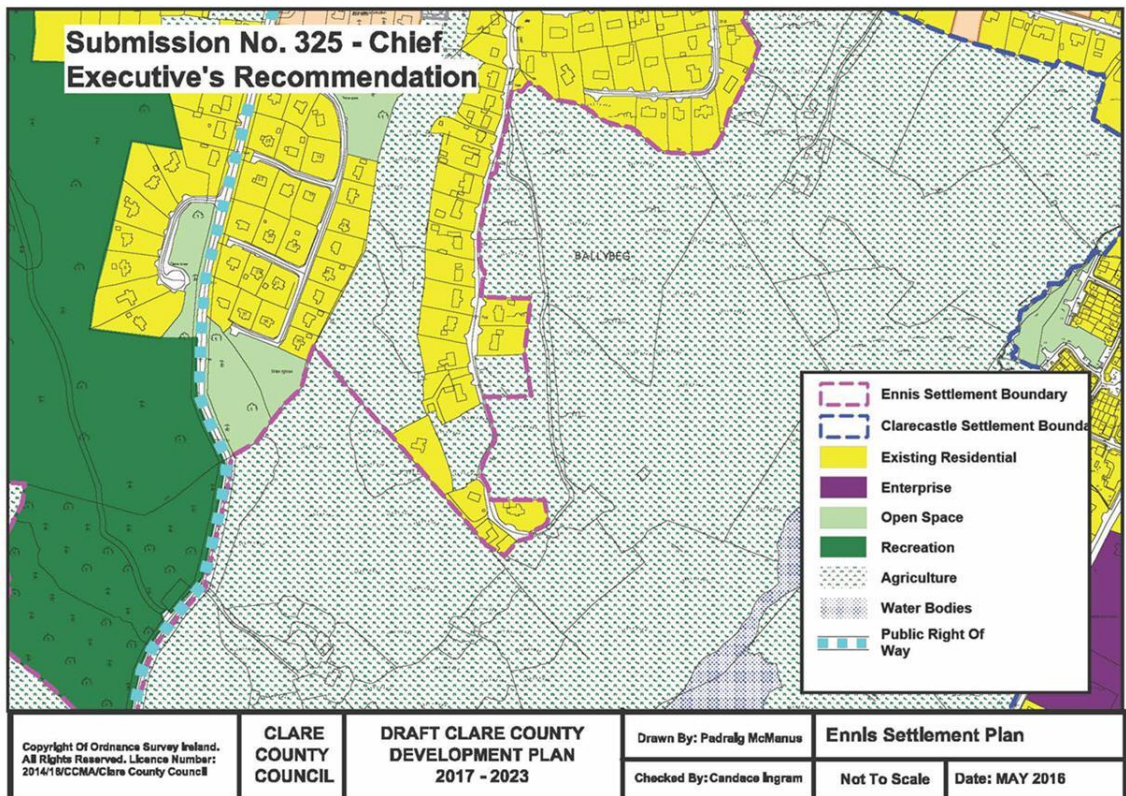 Submission No. 325 - Chief
Executive's Recommendation
BALLYBEG
Ennis Settlement Boundary
Clarecastle Settlement Bounda
Existing Residential
Enterprise
Open Space
Recreation
Agriculture
Water Bodies
Public Right Of
Way
Copyright Of Ordnance Survey Ireland.
All Rights Reserved. Licence Number:
2014/18/CCMA/Clare County Council
CLARE
COUNTY
COUNCIL
DRAFT CLARE COUNTY
DEVELOPMENT PLAN
2017 - 2023
Drawn By: Padraig McManus
Checked By: Candace Ingram
Ennis Settlement Plan
Not To Scale
Date: MAY 2016